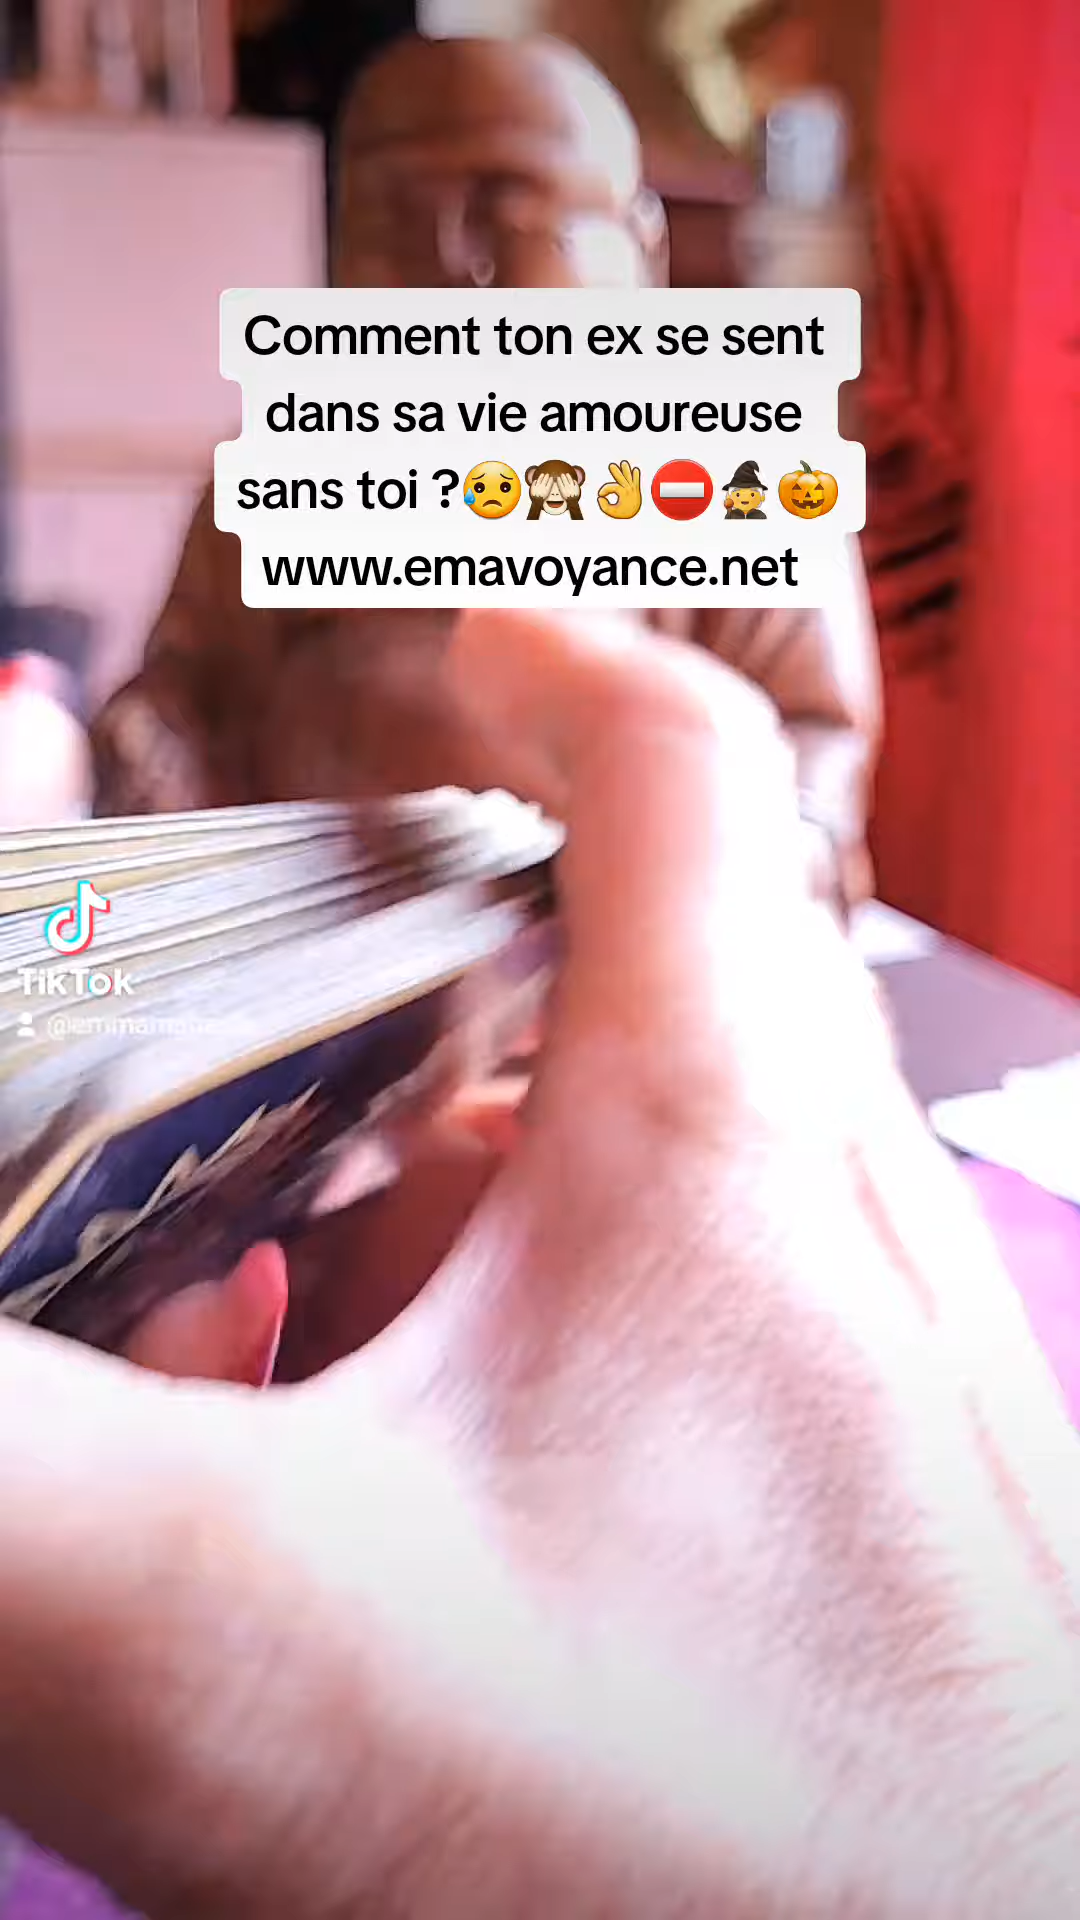 Comment ton ex se sent
dans sa vie amoureuse
sans toi ?😥🙈👌⛔🧙🎃
www.emavoyance.net
TikTok